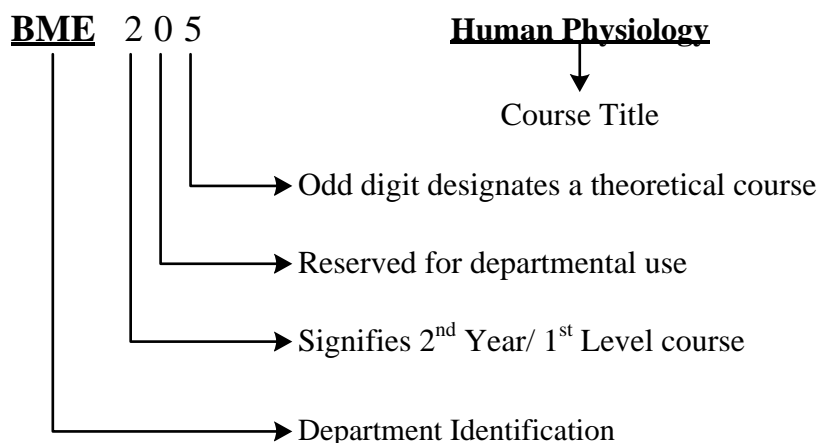 BME 2 0 5 Human Physiology
Course Title
Odd digit designates a theoretical course
Reserved for departmental use
Signifies 2nd Year/ 1st Level course
Department Identification